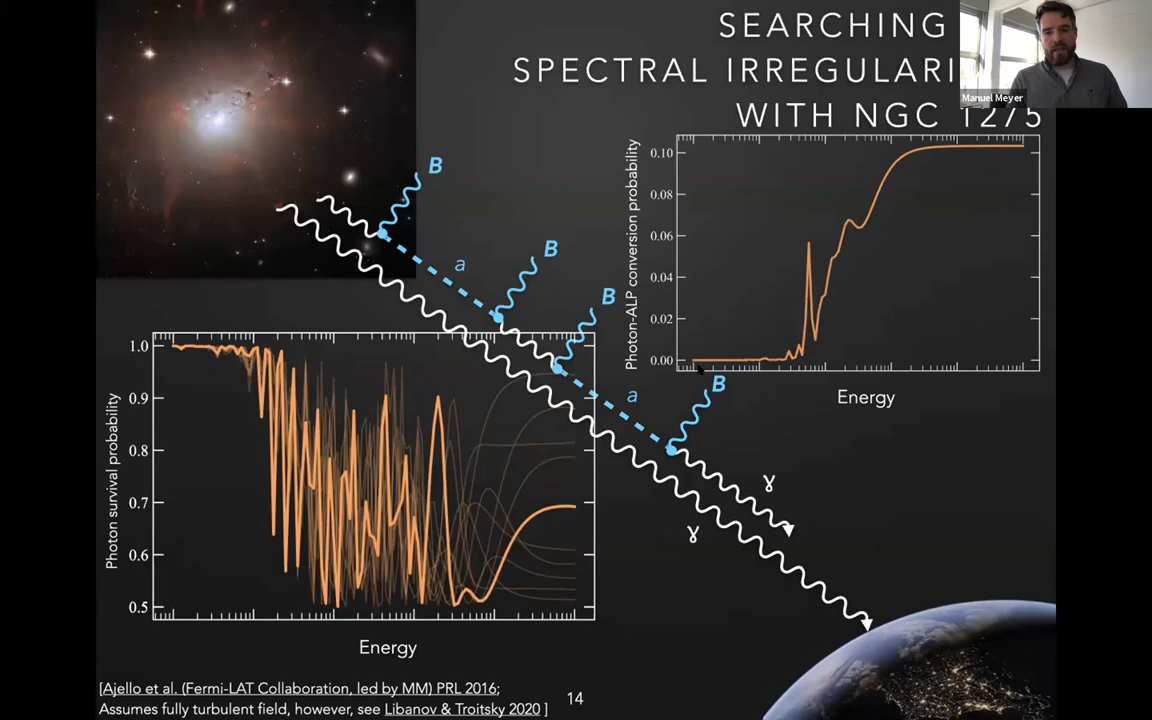 SEARCHING
SPECTRAL IRREGULARI
WITH NGC 1275
Manuel Meyer
B
a
B
B
a
B
γ
γ
Photon-ALP conversion probability
0.10
0.08
0.06
0.04
0.02
0.00
Energy
Photon survival probability
1.0
0.9
0.8
0.7
0.6
0.5
Energy
[Ajello et al. (Fermi-LAT Collaboration, led by MM) PRL 2016;
Assumes fully turbulent field, however, see Libanov & Troitsky 2020 ]
14